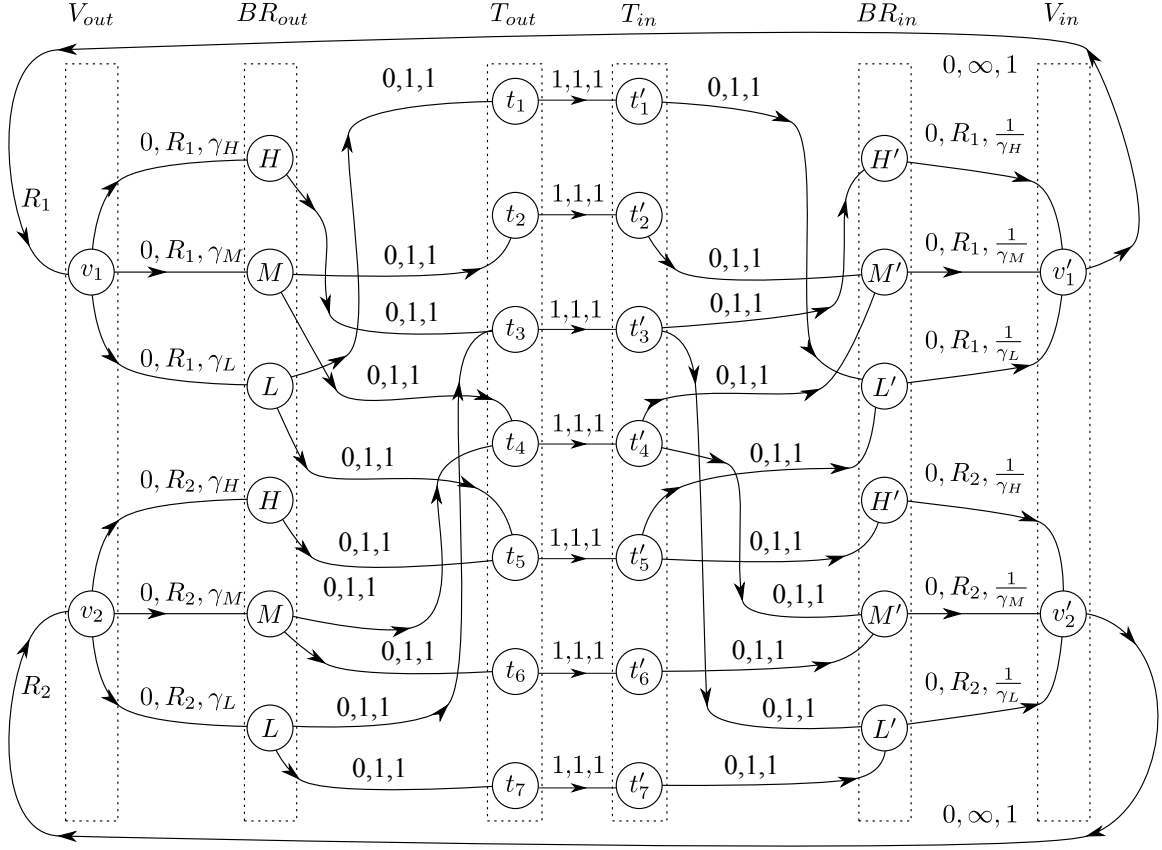 V_out BR_out T_out T_in BR_in V_in
0, ∞, 1
0,1,1 1,1,1 0,1,1
t_1 t′_1
0, R_1, γ_H 0, R_1, 1/γ_H
H H′
R_1 t_2 1,1,1 t′_2
0, R_1, γ_M 0,1,1 0,1,1 0, R_1, 1/γ_M
v_1 M M′ v′_1
0,1,1 1,1,1 0,1,1
t_3 t′_3
0, R_1, γ_L 0, R_1, 1/γ_L
L 0,1,1 0,1,1 L′
1,1,1
t_4 t′_4
0,1,1 0,1,1
0, R_2, γ_H 0, R_2, 1/γ_H
H H′
0,1,1 1,1,1 0,1,1
t_5 t′_5
0, R_2, γ_M 0,1,1 0,1,1 0, R_2, 1/γ_M
v_2 M M′ v′_2
0,1,1 1,1,1 0,1,1
t_6 t′_6
R_2 0, R_2, γ_L 0, R_2, 1/γ_L
0,1,1 0,1,1
L L′
0,1,1 1,1,1 0,1,1
t_7 t′_7
0, ∞, 1